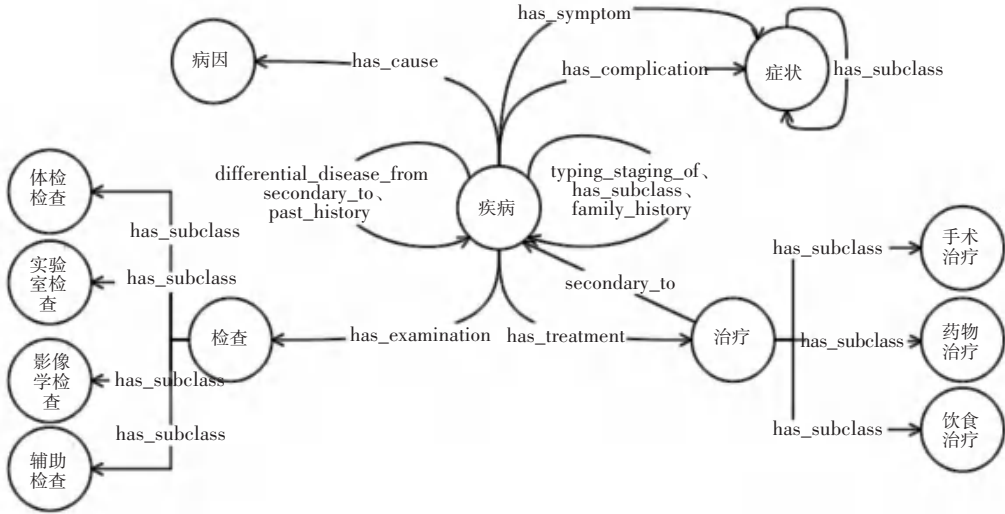 has_symptom
病因
has_cause
has_complication
症状
has_subclass
体检
检查
differential_disease_from
secondary_to、
past_history
疾病
typing_staging_of、
has_subclass、
family_history
has_subclass
手术
治疗
has_subclass
实验
室检
查
has_subclass
secondary_to
检查
has_examination
has_treatment
治疗
has_subclass
药物
治疗
影像
学检
查
has_subclass
has_subclass
has_subclass
饮食
治疗
辅助
检查